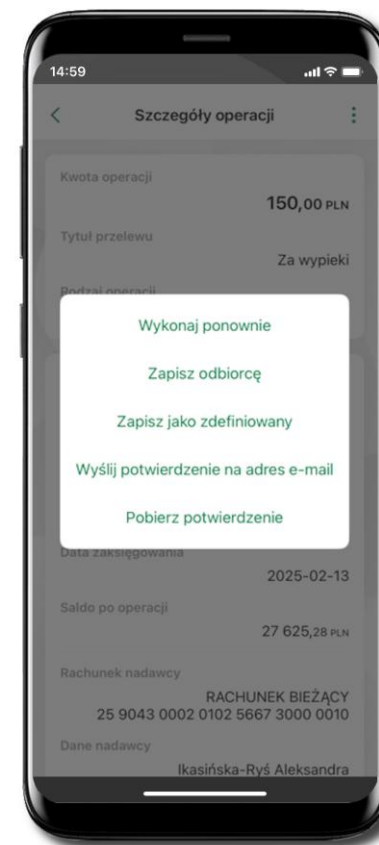 14:59
Szczegóły operacji
Kwota operacji
150,00 PLN
Tytuł przelewu
Za wypieki
Rodzaj operacji
Wykonaj ponownie
Zapisz odbiorcę
Zapisz jako zdefiniowany
Wyślij potwierdzenie na adres e-mail
Pobierz potwierdzenie
Data zaksięgowania
2025-02-13
Saldo po operacji
27 625,28 PLN
Rachunek nadawcy
RACHUNEK BIEŻĄCY
25 9043 0002 0102 5667 3000 0010
Dane nadawcy
Ikasińska-Ryś Aleksandra